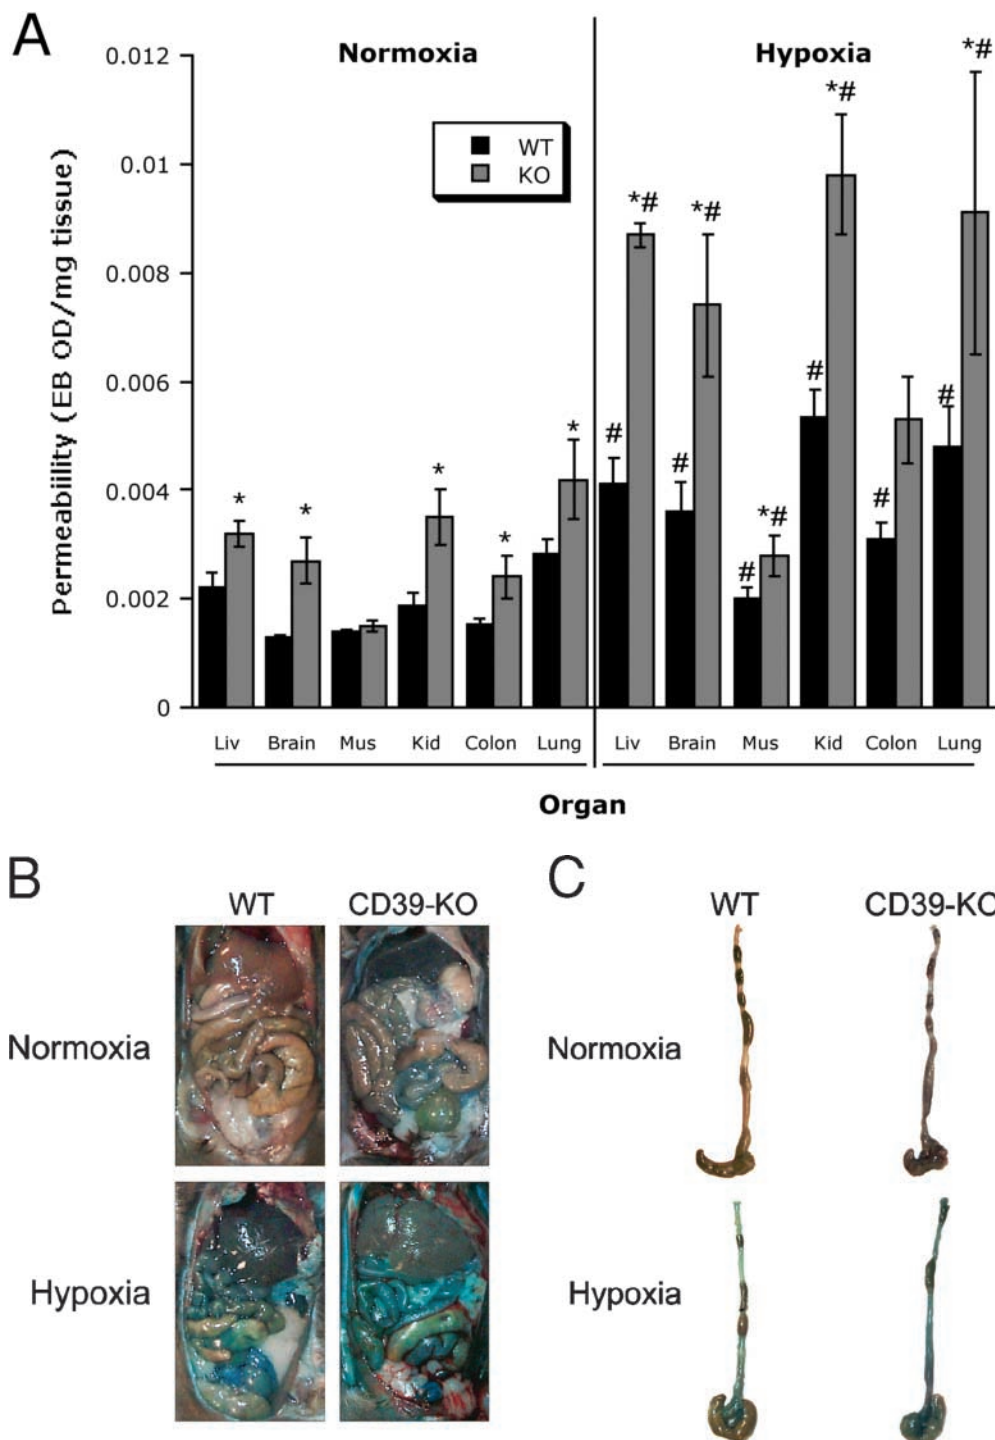 A
Normoxia
Hypoxia
Permeabiility (EB OD/mg tissue)
0.012
0.01
0.008
0.006
0.004
0.002
0
WT
KO
* * * * *
# *# # *# # *# # *# # # *#
Liv Brain Mus Kid Colon Lung
Liv Brain Mus Kid Colon Lung
Organ
B
WT CD39-KO
Normoxia
Hypoxia
C
WT CD39-KO
Normoxia
Hypoxia